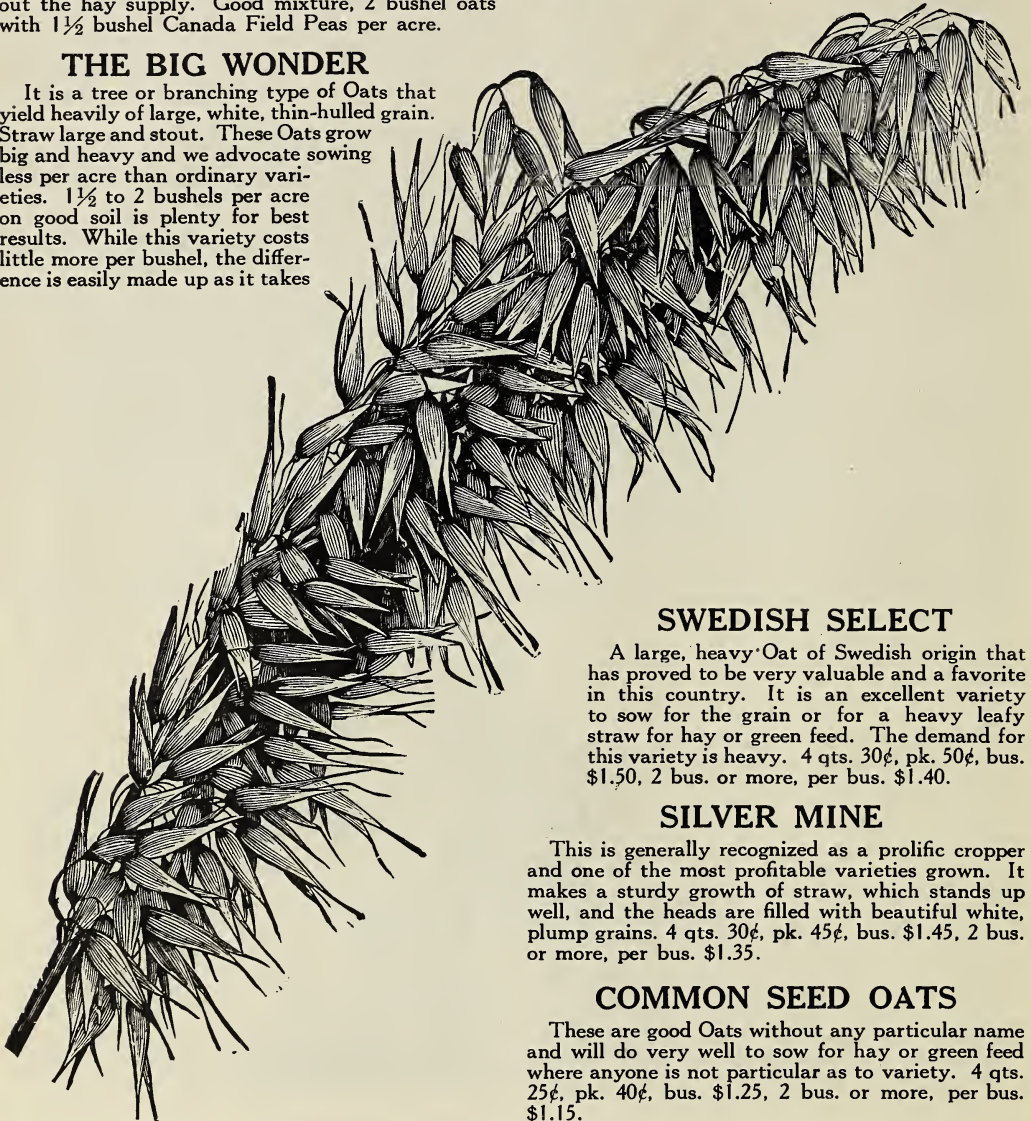 out the hay supply. Good mixture, 2 bushel oats
with 1½ bushel Canada Field Peas per acre.
THE BIG WONDER
It is a tree or branching type of Oats that
yield heavily of large, white, thin-hulled grain.
Straw large and stout. These Oats grow
big and heavy and we advocate sowing
less per acre than ordinary vari-
eties. 1½ to 2 bushels per acre
on good soil is plenty for best
results. While this variety costs
little more per bushel, the differ-
ence is easily made up as it takes
SWEDISH SELECT
A large, heavy Oat of Swedish origin that
has proved to be very valuable and a favorite
in this country. It is an excellent variety
to sow for the grain or for a heavy leafy
straw for hay or green feed. The demand for
this variety is heavy. 4 qts. 30¢, pk. 50¢, bus.
$1.50, 2 bus. or more, per bus. $1.40.
SILVER MINE
This is generally recognized as a prolific cropper
and one of the most profitable varieties grown. It
makes a sturdy growth of straw, which stands up
well, and the heads are filled with beautiful white,
plump grains. 4 qts. 30¢, pk. 45¢, bus. $1.45, 2 bus.
or more, per bus. $1.35.
COMMON SEED OATS
These are good Oats without any particular name
and will do very well to sow for hay or green feed
where anyone is not particular as to variety. 4 qts.
25¢, pk. 40¢, bus. $1.25, 2 bus. or more, per bus.
$1.15.